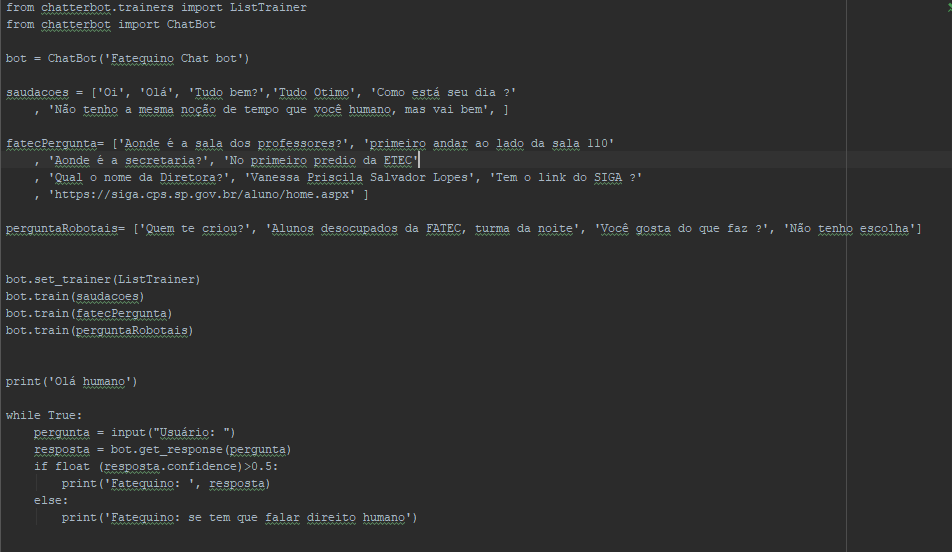 from chatterbot.trainers import ListTrainer
from chatterbot import ChatBot
bot = ChatBot('Fatequino Chat bot')
saudacoes = ['Oi', 'Olá', 'Tudo bem?','Tudo Otimo', 'Como está seu dia ?'
, 'Não tenho a mesma noção de tempo que você humano, mas vai bem', ]
fatecPergunta= ['Aonde é a sala dos professores?', 'primeiro andar ao lado da sala 110'
, 'Aonde é a secretaria?', 'No primeiro predio da ETEC'
, 'Qual o nome da Diretora?', 'Vanessa Priscila Salvador Lopes', 'Tem o link do SIGA ?'
, 'https://siga.cps.sp.gov.br/aluno/home.aspx' ]
perguntaRobotais= ['Quem te criou?', 'Alunos desocupados da FATEC, turma da noite', 'Você gosta do que faz ?', 'Não tenho escolha']
bot.set_trainer(ListTrainer)
bot.train(saudacoes)
bot.train(fatecPergunta)
bot.train(perguntaRobotais)
print('Olá humano')
while True:
pergunta = input("Usuário: ")
resposta = bot.get_response(pergunta)
if float (resposta.confidence)>0.5:
print('Fatequino: ', resposta)
else:
print('Fatequino: se tem que falar direito humano')